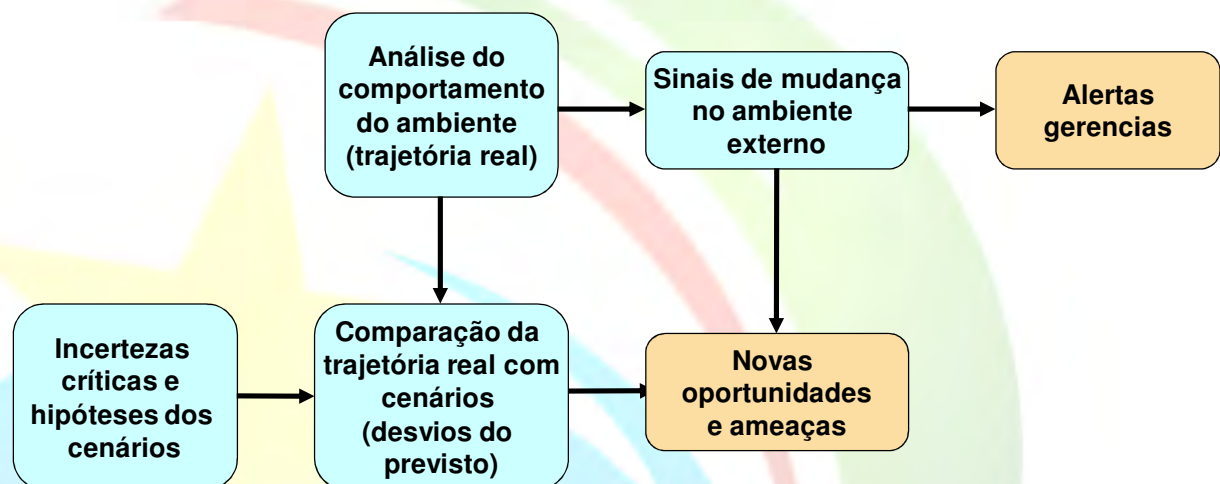 Análise do
comportamento
do ambiente
(trajetória real)
Sinais de mudança
no ambiente
externo
Alertas
gerencias
Incertezas
críticas e
hipóteses dos
cenários
Comparação da
trajetória real com
cenários
(desvios do
previsto)
Novas
oportunidades
e ameaças